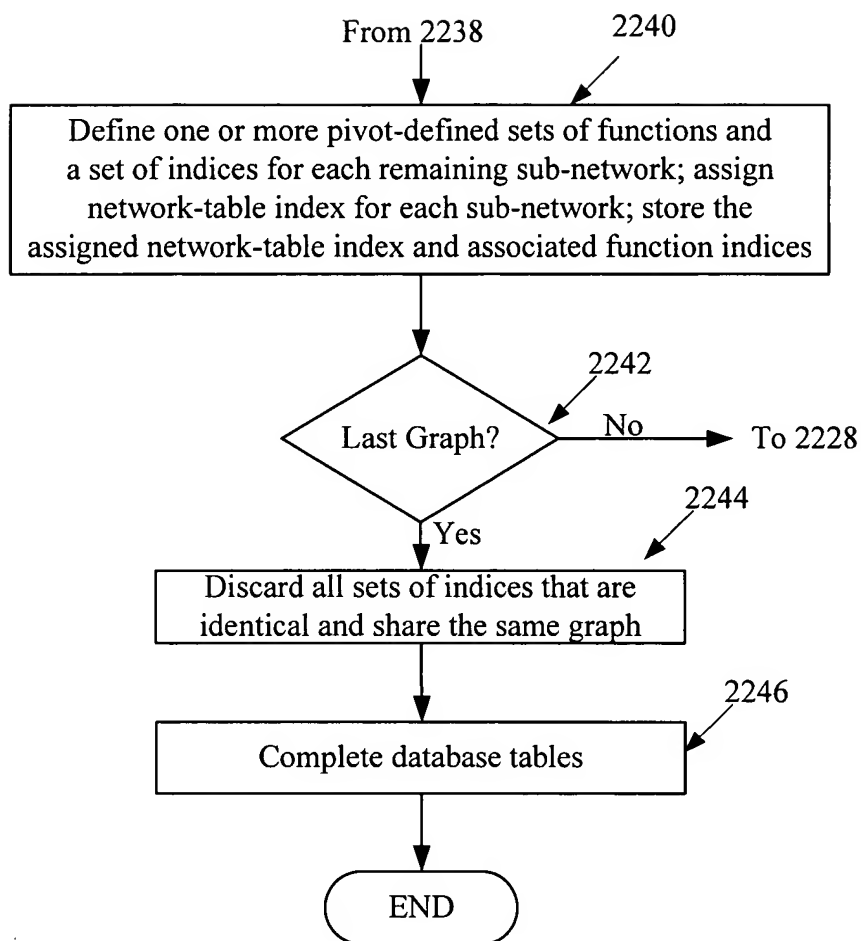 From 2238
2240
Define one or more pivot-defined sets of functions and
a set of indices for each remaining sub-network; assign
network-table index for each sub-network; store the
assigned network-table index and associated function indices
2242
Last Graph?
No
To 2228
Yes
2244
Discard all sets of indices that are
identical and share the same graph
2246
Complete database tables
END